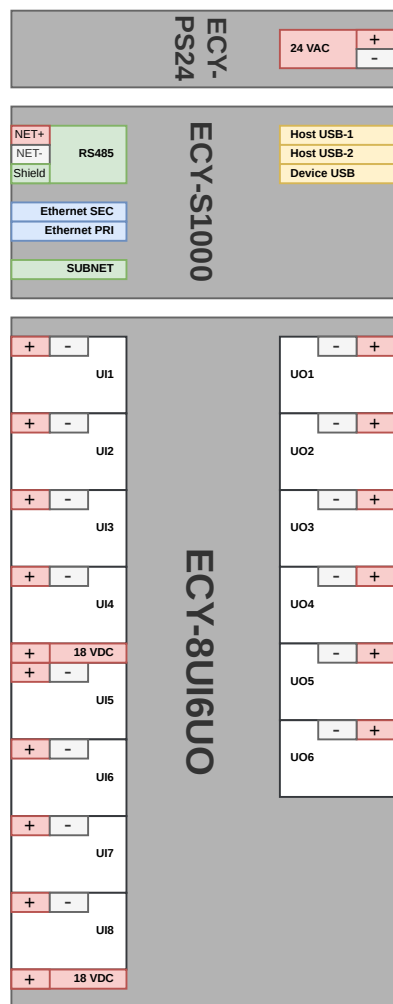 ECY-
PS24
24 VAC
+
-
ECY-S1000
NET+
NET-
Shield
RS485
Host USB-1
Host USB-2
Device USB
Ethernet SEC
Ethernet PRI
SUBNET
ECY-8UI6UO
+ -
UI1
+ -
UI2
+ -
UI3
+ -
UI4
+ 18 VDC
+ -
UI5
+ -
UI6
+ -
UI7
+ -
UI8
+ 18 VDC
- +
UO1
- +
UO2
- +
UO3
- +
UO4
- +
UO5
- +
UO6